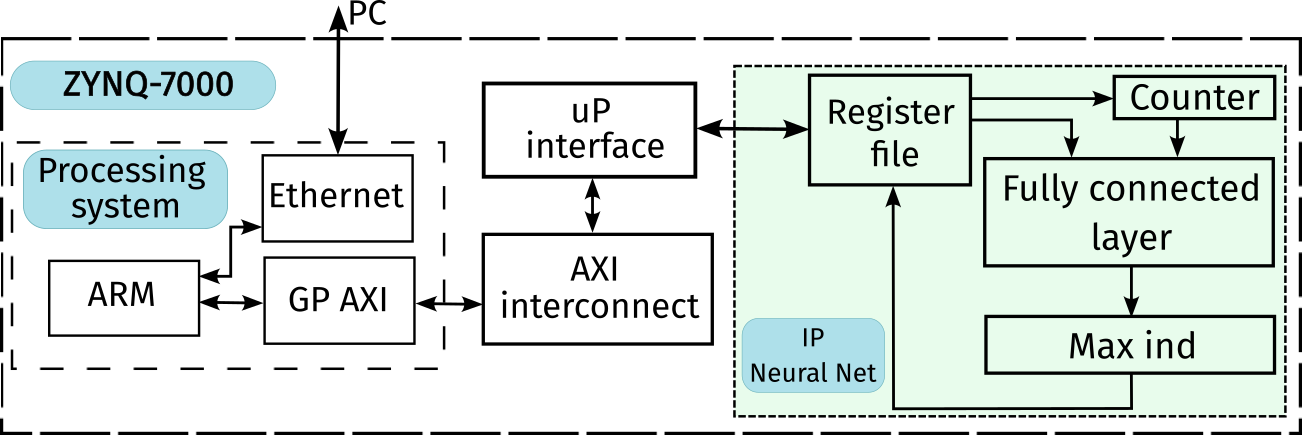 PC
ZYNQ-7000
Processing
system
Ethernet
ARM
GP AXI
uP
interface
AXI
interconnect
Register
file
Counter
Fully connected
layer
Max ind
IP
Neural Net